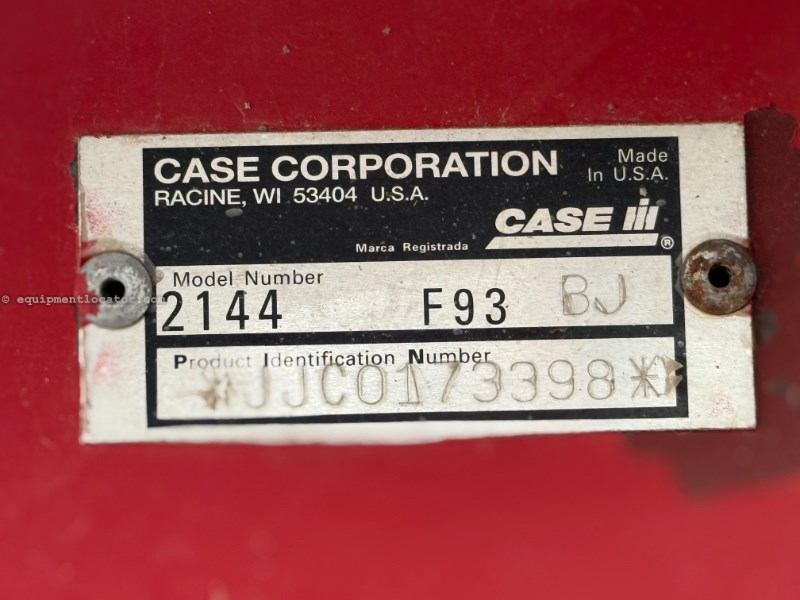 CASE CORPORATION
RACINE, WI 53404 U.S.A.
Made
In U.S.A.
CASE IH
Marca Registrada ®
Model Number
2144 F93 BJ
Product Identification Number
*JJC0173398*
© equipmentlocator.com